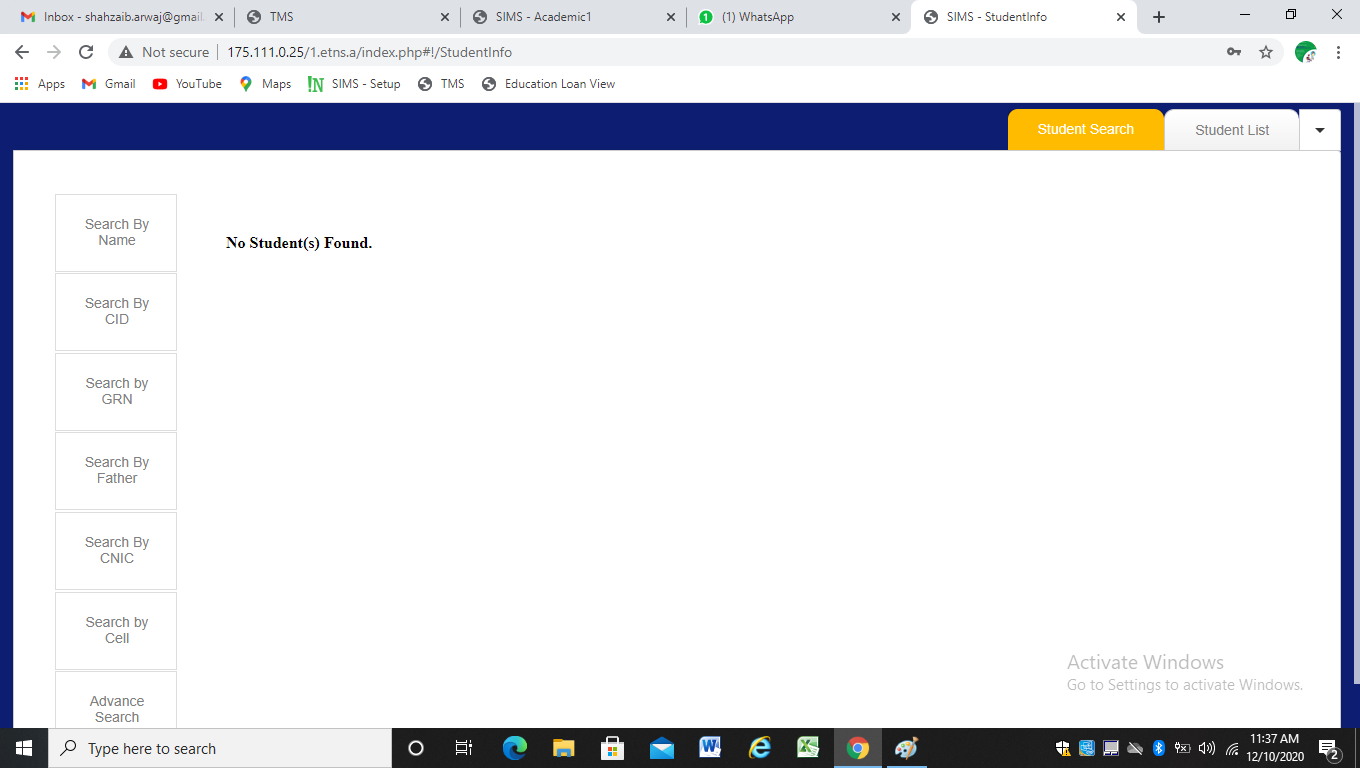 Inbox - shahzaib.arwaj@gmail.
TMS
SIMS - Academic1
1
(1) WhatsApp
SIMS - StudentInfo
Not secure
175.111.0.25/1.etns.a/index.php#!/StudentInfo
Apps
Gmail
YouTube
Maps
SIMS - Setup
TMS
Education Loan View
Student Search
Student List
Search By
Name
No Student(s) Found.
Search By
CID
Search by
GRN
Search By
Father
Search By
CNIC
Search by
Cell
Advance
Search
Activate Windows
Go to Settings to activate Windows.
Type here to search
11:37 AM
12/10/2020
2